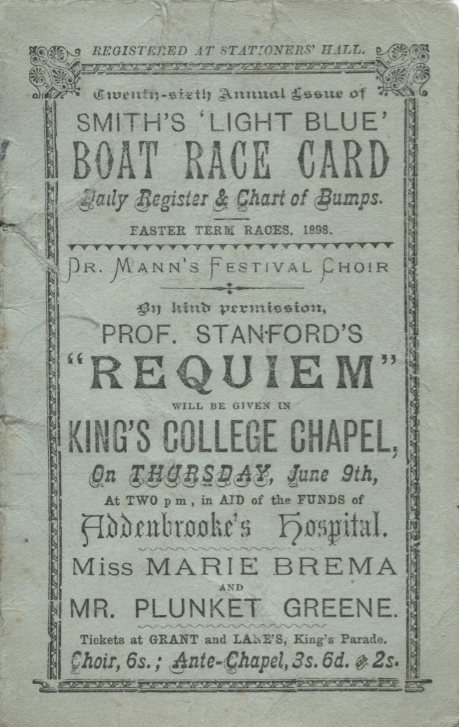 REGISTERED AT STATIONERS' HALL.
Twenty-sixth Annual Issue of
SMITH'S 'LIGHT BLUE'
BOAT RACE CARD
Daily Register & Chart of Bumps.
EASTER TERM RACES, 1898.
DR. MANN'S FESTIVAL CHOIR
By kind permission,
PROF. STANFORD'S
"REQUIEM"
WILL BE GIVEN IN
KING'S COLLEGE CHAPEL,
On THURSDAY, June 9th,
At TWO p m, in AID of the FUNDS of
Addenbrooke's Hospital.
Miss MARIE BREMA
AND
MR. PLUNKET GREENE.
Tickets at GRANT and LANE'S, King's Parade.
Choir, 6s.; Ante-Chapel, 3s. 6d. & 2s.